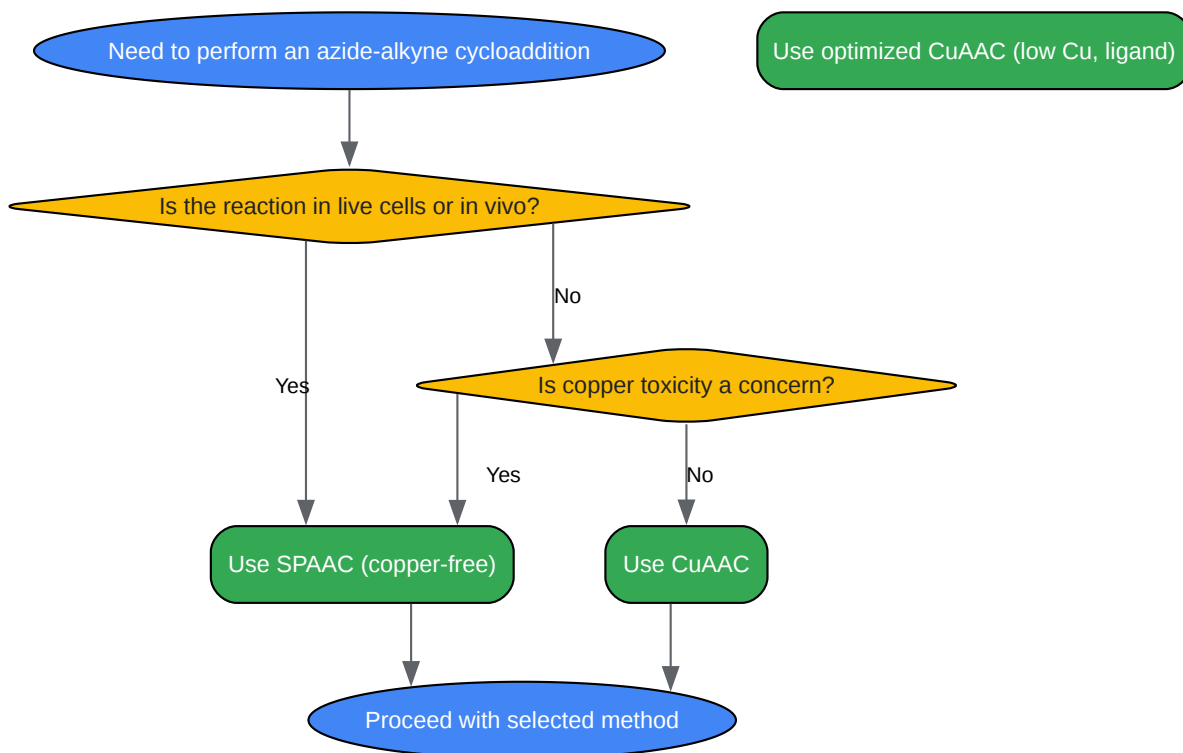 Need to perform an azide-alkyne cycloaddition
Use optimized CuAAC (low Cu, ligand)
Is the reaction in live cells or in vivo?
No
Is copper toxicity a concern?
Yes
Yes
No
Use SPAAC (copper-free)
Use CuAAC
Proceed with selected method